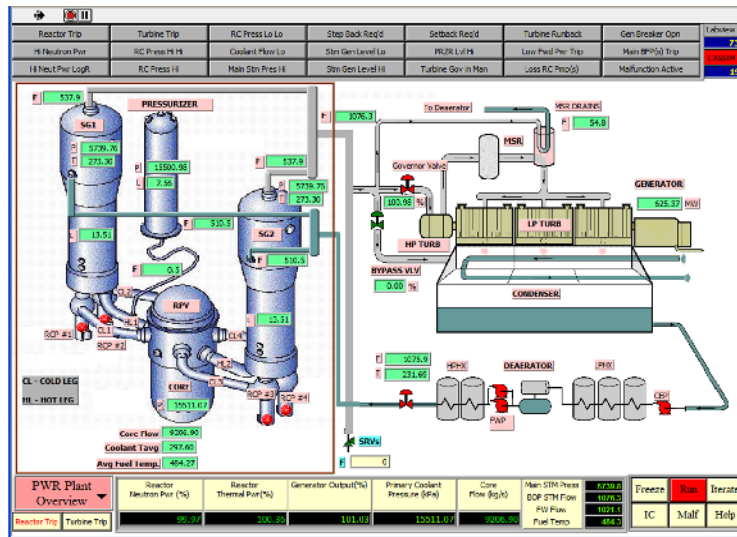 Reactor Trip Turbine Trip RC Press Lo Lo Step Back Req'd Setback Req'd Turbine Runback Gen Breaker Opn Labview
Hi Neutron Pwr RC Press Hi Hi Coolant Flow Lo Stm Gen Level Lo PRZR Lvl Hi Low Fwd Pwr Trip Main BFP(s) Trip
Hi Neut Pwr LogR RC Press Hi Main Stm Pres Hi Stm Gen Level Hi Turbine Gov in Man Loss RC Pmp(s) Malfunction Active
CASSIM
F 537.9
PRESSURIZER
SG1
P 5739.76
T 273.30
P 15500.98
L 7.56
F 1076.3
F 537.9
P 5739.76
T 273.30
F 510.5
SG2
F 510.5
L 13.51
F 0.5
L 13.51
RPV
CL2
HL1
CL1
CL4
HL2
CL3
RCP #1
RCP #2
RCP #3
RCP #4
CL - COLD LEG
HL - HOT LEG
CORE
P 15511.07
Core Flow 9206.90
Coolant Tavg 297.60
Avg Fuel Temp. 484.27
To Deaerator
MSR DRAINS
F 54.8
MSR
Governor Valve
100.98 %
GENERATOR
625.37 MW
LP TURB
HP TURB
BYPASS VLV
0.00 %
CONDENSER
F 1075.9
T 231.69
HPHX
DEAERATOR
LPHX
FWP
CEP
SRVs
F 0
PWR Plant
Overview
Reactor Trip Turbine Trip
Reactor
Neutron Pwr (%)
99.97
Reactor
Thermal Pwr(%)
100.35
Generator Output(%)
101.03
Primary Coolant
Pressure (kPa)
15511.07
Core
Flow (kg/s)
9206.90
Main STM Press 5739.8
BOP STM Flow 1076.3
FW Flow 1021.1
Fuel Temp 484.3
Freeze Run Iterate
IC Malf Help